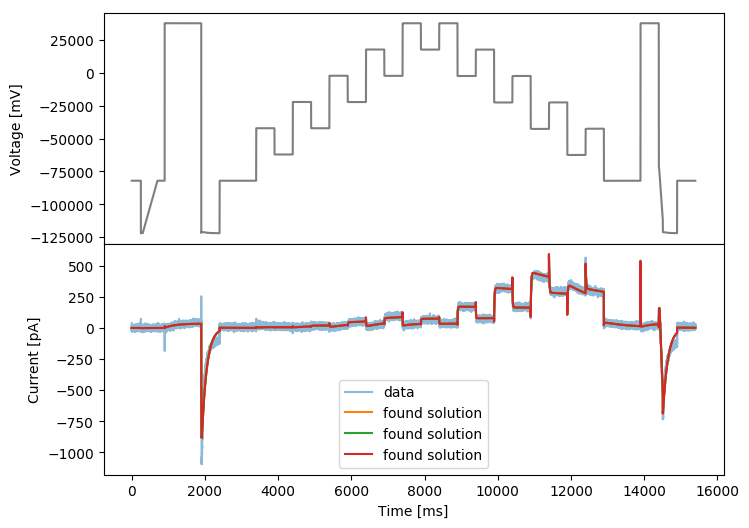 25000
0
−25000
−50000
−75000
−100000
−125000
Voltage [mV]
500
250
0
−250
−500
−750
−1000
Current [pA]
data
found solution
found solution
found solution
0 2000 4000 6000 8000 10000 12000 14000 16000
Time [ms]